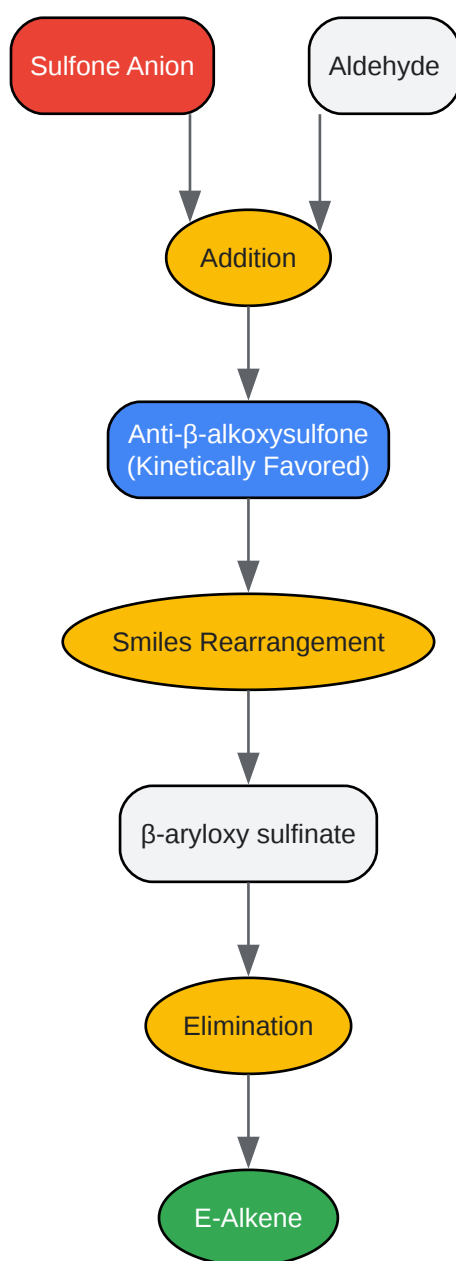 Sulfone Anion
Aldehyde
Addition
Anti-β-alkoxysulfone
(Kinetically Favored)
Smiles Rearrangement
β-aryloxy sulfinate
Elimination
E-Alkene